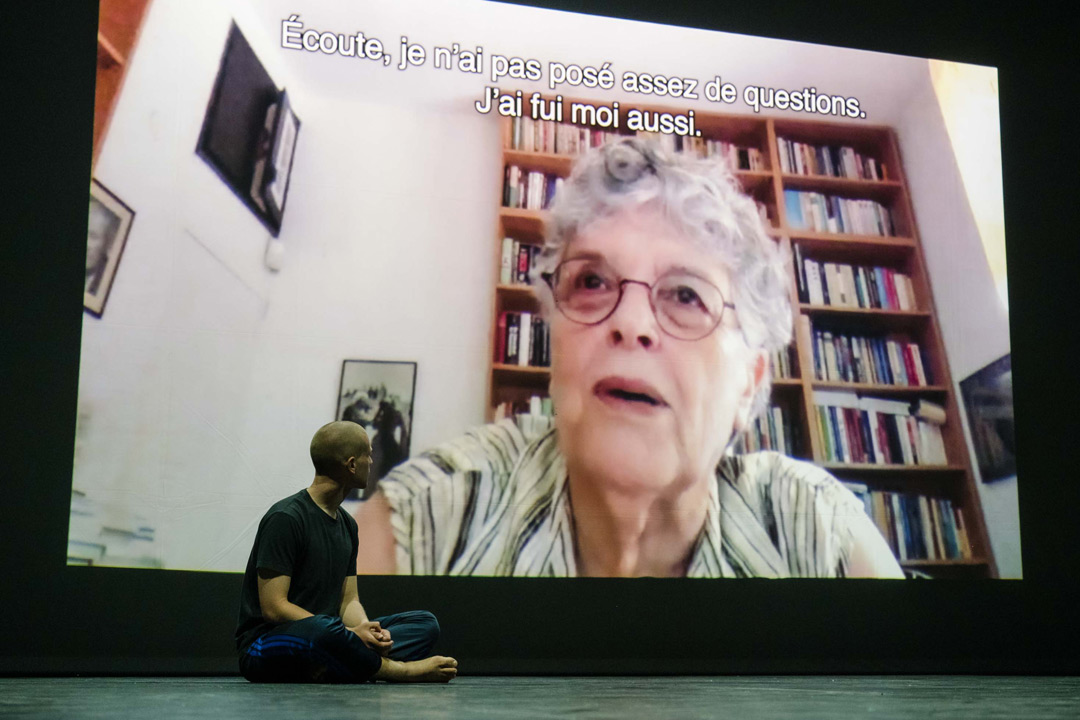 Écoute, je n'ai pas posé assez de questions.
J'ai fui moi aussi.